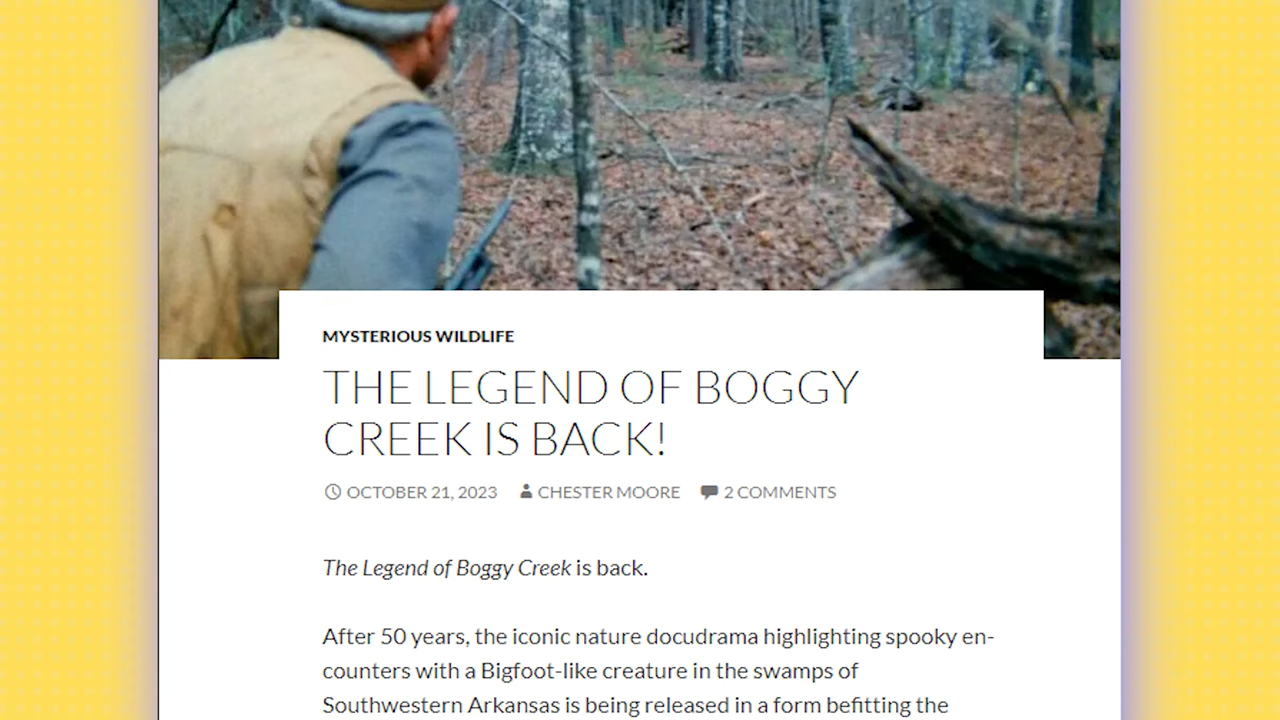 MYSTERIOUS WILDLIFE
THE LEGEND OF BOGGY
CREEK IS BACK!
OCTOBER 21, 2023 CHESTER MOORE 2 COMMENTS
The Legend of Boggy Creek is back.
After 50 years, the iconic nature docudrama highlighting spooky en-
counters with a Bigfoot-like creature in the swamps of
Southwestern Arkansas is being released in a form befitting the